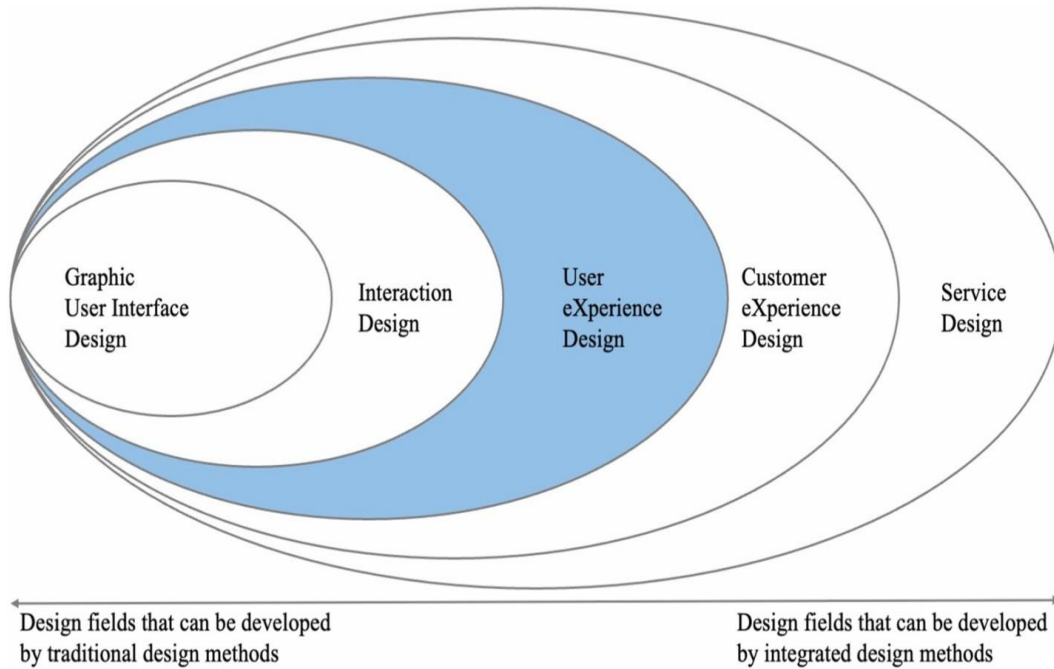 Graphic
User Interface
Design
Interaction
Design
User
eXperience
Design
Customer
eXperience
Design
Service
Design
Design fields that can be developed
by traditional design methods
Design fields that can be developed
by integrated design methods